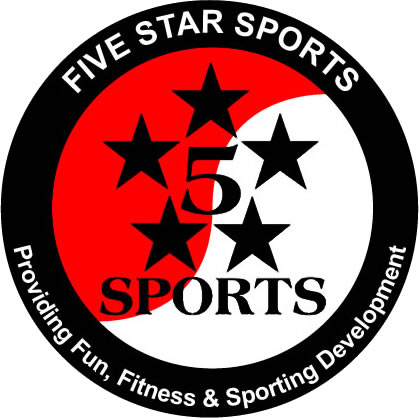 FIVE STAR SPORTS
5
SPORTS
Providing Fun, Fitness & Sporting Development